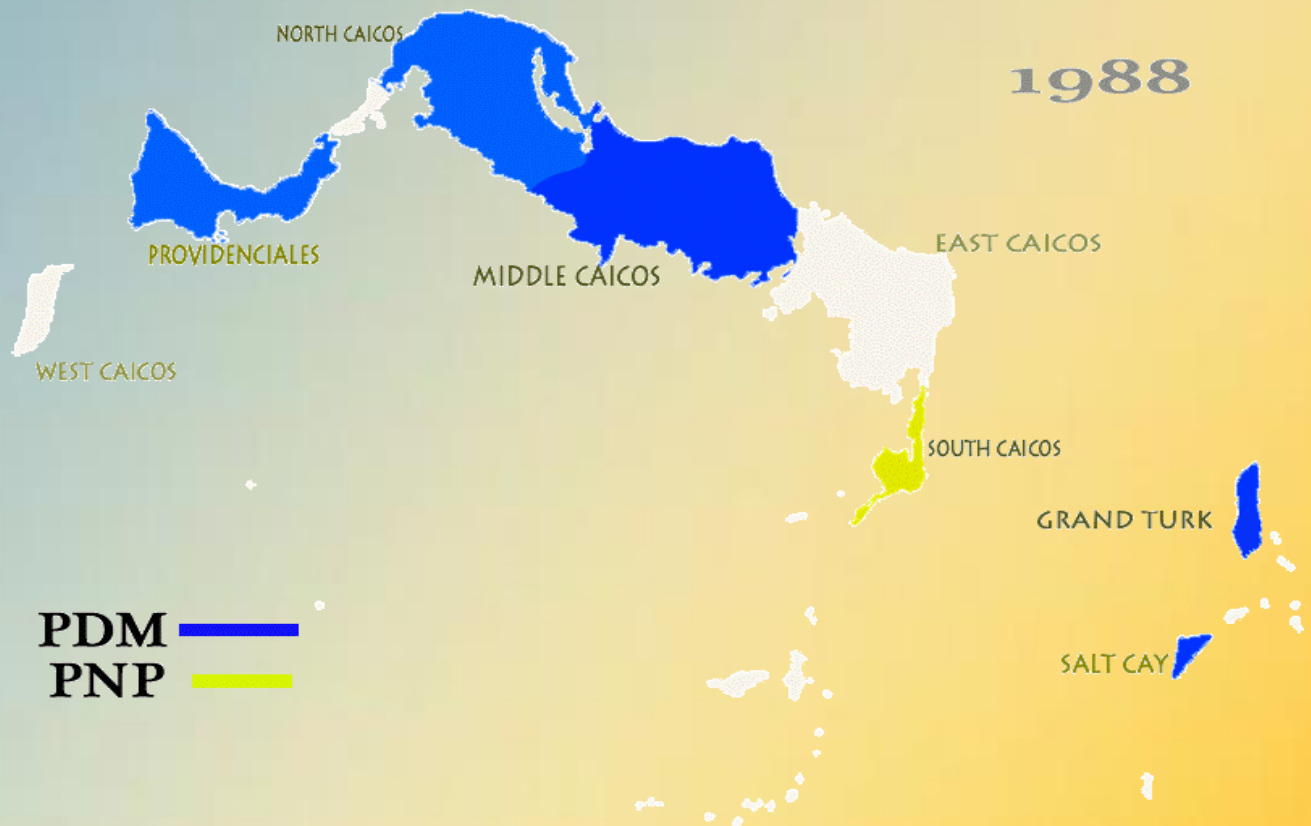 NORTH CAICOS
1988
PROVIDENCIALES
EAST CAICOS
MIDDLE CAICOS
WEST CAICOS
SOUTH CAICOS
GRAND TURK
PDM
SALT CAY
PNP